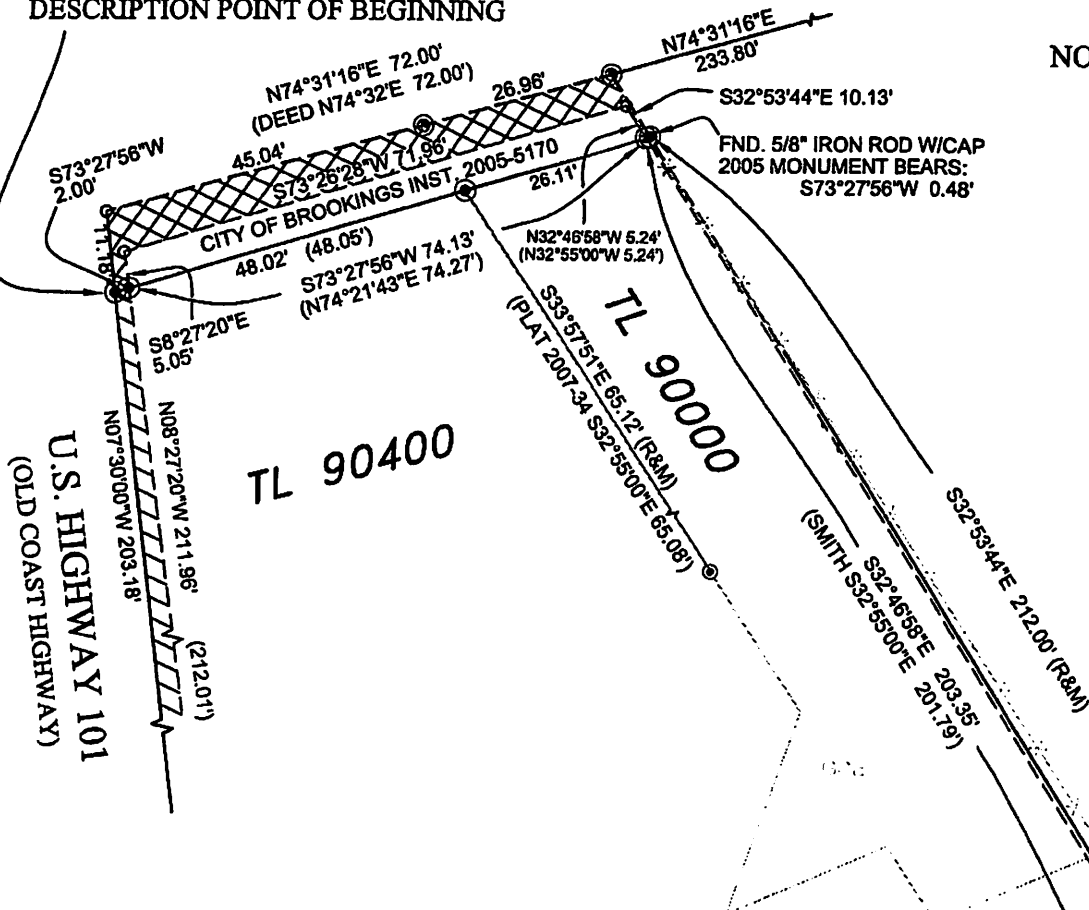 DESCRIPTION POINT OF BEGINNING
N74°31'16"E
233.80'
NO
N74°31'16"E 72.00'
(DEED N74°32'E 72.00')
26.96'
S32°53'44"E 10.13'
FND. 5/8" IRON ROD W/CAP
2005 MONUMENT BEARS:
S73°27'56"W 0.48'
S73°27'56"W
2.00'
45.04'
S73°26'28"W 71.96'
CITY OF BROOKINGS INST. 2005-5170
26.11'
11.18'
48.02' (48.05')
N32°46'58"W 5.24'
(N32°55'00"W 5.24')
S73°27'56"W 74.13'
(N74°21'43"E 74.27')
S8°27'20"E
5.05'
S33°57'51"E 65.12' (R&M)
(PLAT 2007-34 S32°55'00"E 65.08')
TL 90000
TL 90400
N08°27'20"W 211.96'
(212.01')
N07°30'00"W 203.18'
U.S. HIGHWAY 101
(OLD COAST HIGHWAY)
S32°53'44"E 212.00' (R&M)
S32°46'58"E 203.35'
(SMITH S32°55'00"E 201.79')